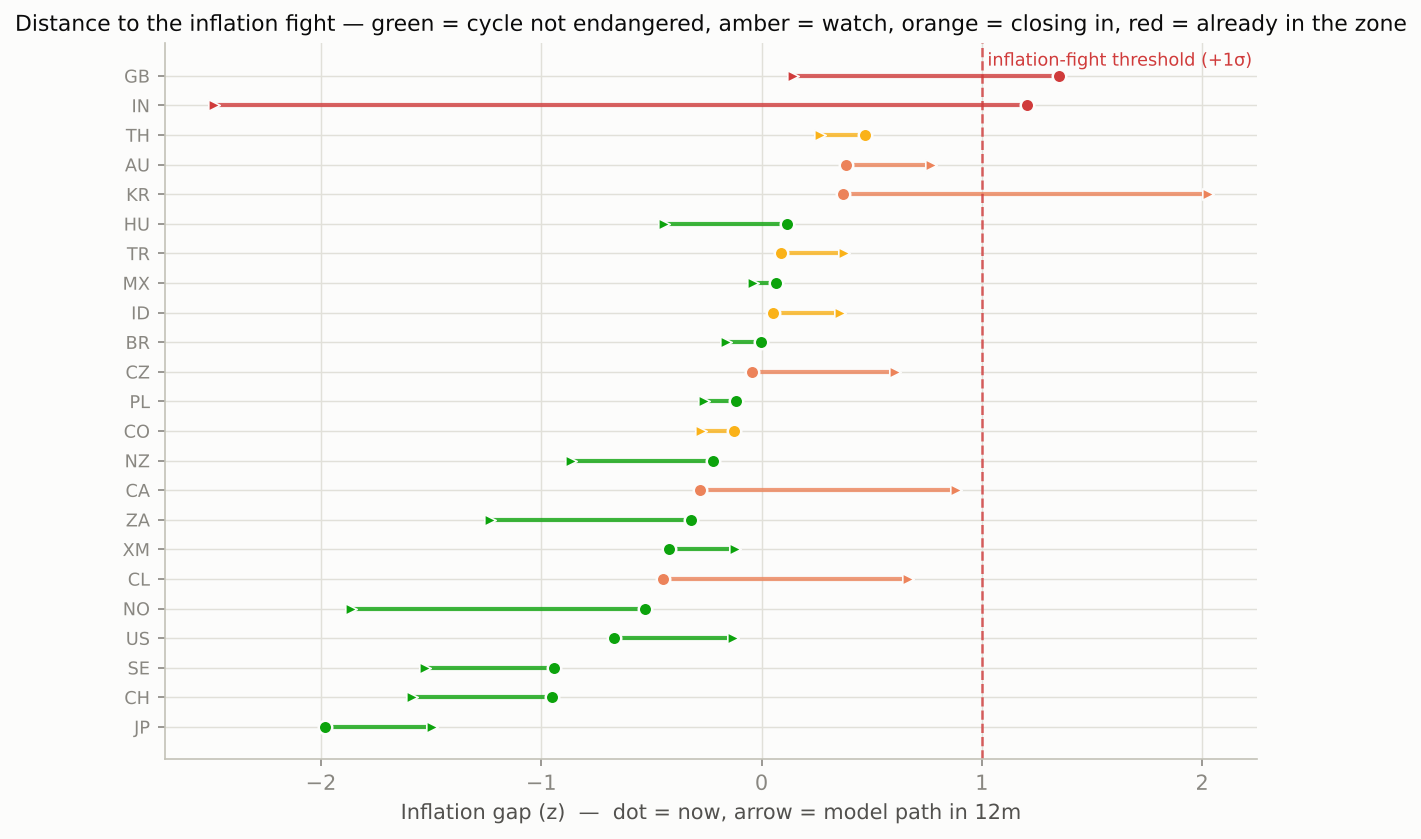 Distance to the inflation fight — green = cycle not endangered, amber = watch, orange = closing in, red = already in the zone
inflation-fight threshold (+1σ)
GB
IN
TH
AU
KR
HU
TR
MX
ID
BR
CZ
PL
CO
NZ
CA
ZA
XM
CL
NO
US
SE
CH
JP
−2 −1 0 1 2
Inflation gap (z) — dot = now, arrow = model path in 12m